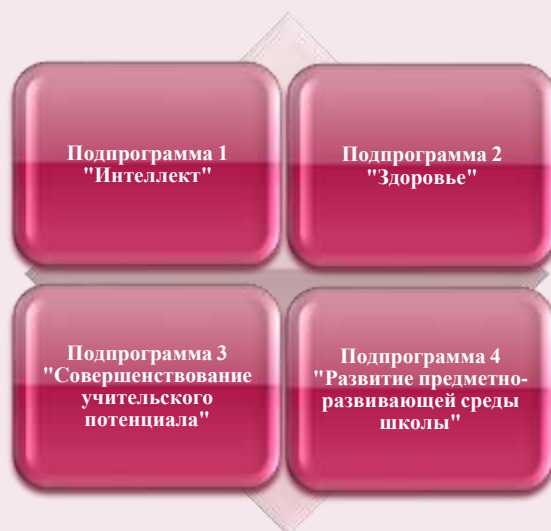 Подпрограмма 1
"Интеллект"
Подпрограмма 2
"Здоровье"
Подпрограмма 3
"Совершенствование
учительского
потенциала"
Подпрограмма 4
"Развитие предметно-
развивающей среды
школы"